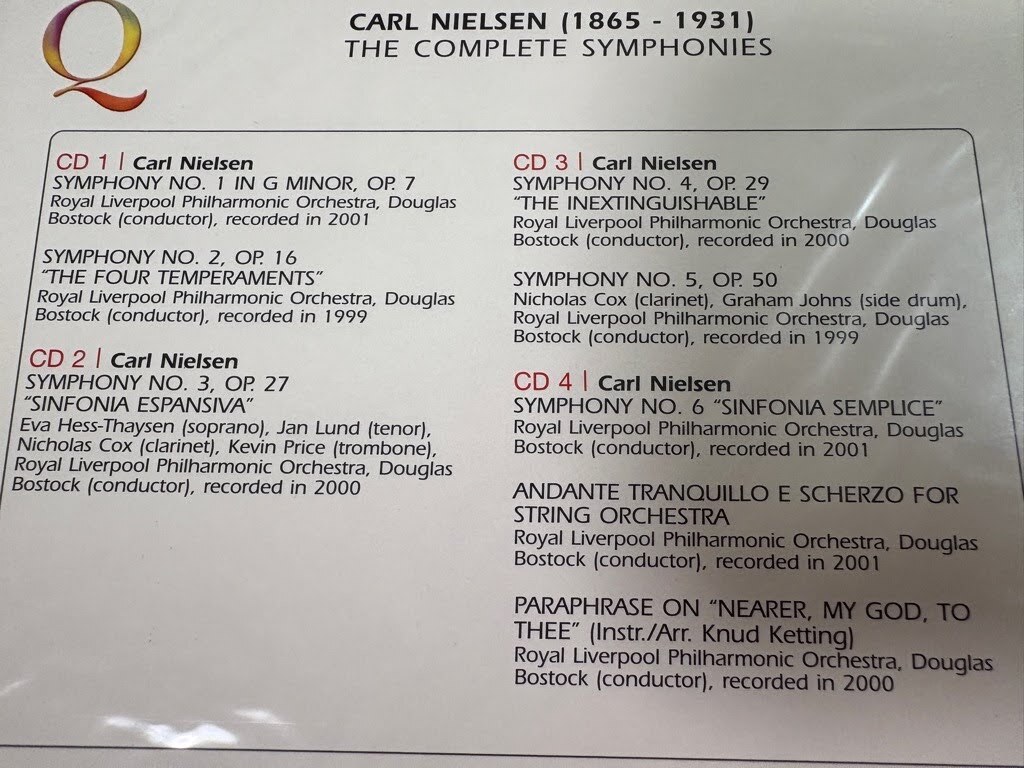 Q
CARL NIELSEN (1865 - 1931)
THE COMPLETE SYMPHONIES
CD 1 | Carl Nielsen
SYMPHONY NO. 1 IN G MINOR, OP. 7
Royal Liverpool Philharmonic Orchestra, Douglas
Bostock (conductor), recorded in 2001
SYMPHONY NO. 2, OP. 16
“THE FOUR TEMPERAMENTS”
Royal Liverpool Philharmonic Orchestra, Douglas
Bostock (conductor), recorded in 1999
CD 2 | Carl Nielsen
SYMPHONY NO. 3, OP. 27
“SINFONIA ESPANSIVA”
Eva Hess-Thaysen (soprano), Jan Lund (tenor),
Nicholas Cox (clarinet), Kevin Price (trombone),
Royal Liverpool Philharmonic Orchestra, Douglas
Bostock (conductor), recorded in 2000
CD 3 | Carl Nielsen
SYMPHONY NO. 4, OP. 29
“THE INEXTINGUISHABLE”
Royal Liverpool Philharmonic Orchestra, Douglas
Bostock (conductor), recorded in 2000
SYMPHONY NO. 5, OP. 50
Nicholas Cox (clarinet), Graham Johns (side drum),
Royal Liverpool Philharmonic Orchestra, Douglas
Bostock (conductor), recorded in 1999
CD 4 | Carl Nielsen
SYMPHONY NO. 6 “SINFONIA SEMPLICE”
Royal Liverpool Philharmonic Orchestra, Douglas
Bostock (conductor), recorded in 2001
ANDANTE TRANQUILLO E SCHERZO FOR
STRING ORCHESTRA
Royal Liverpool Philharmonic Orchestra, Douglas
Bostock (conductor), recorded in 2001
PARAPHRASE ON “NEARER, MY GOD, TO
THEE” (Instr./Arr. Knud Ketting)
Royal Liverpool Philharmonic Orchestra, Douglas
Bostock (conductor), recorded in 2000